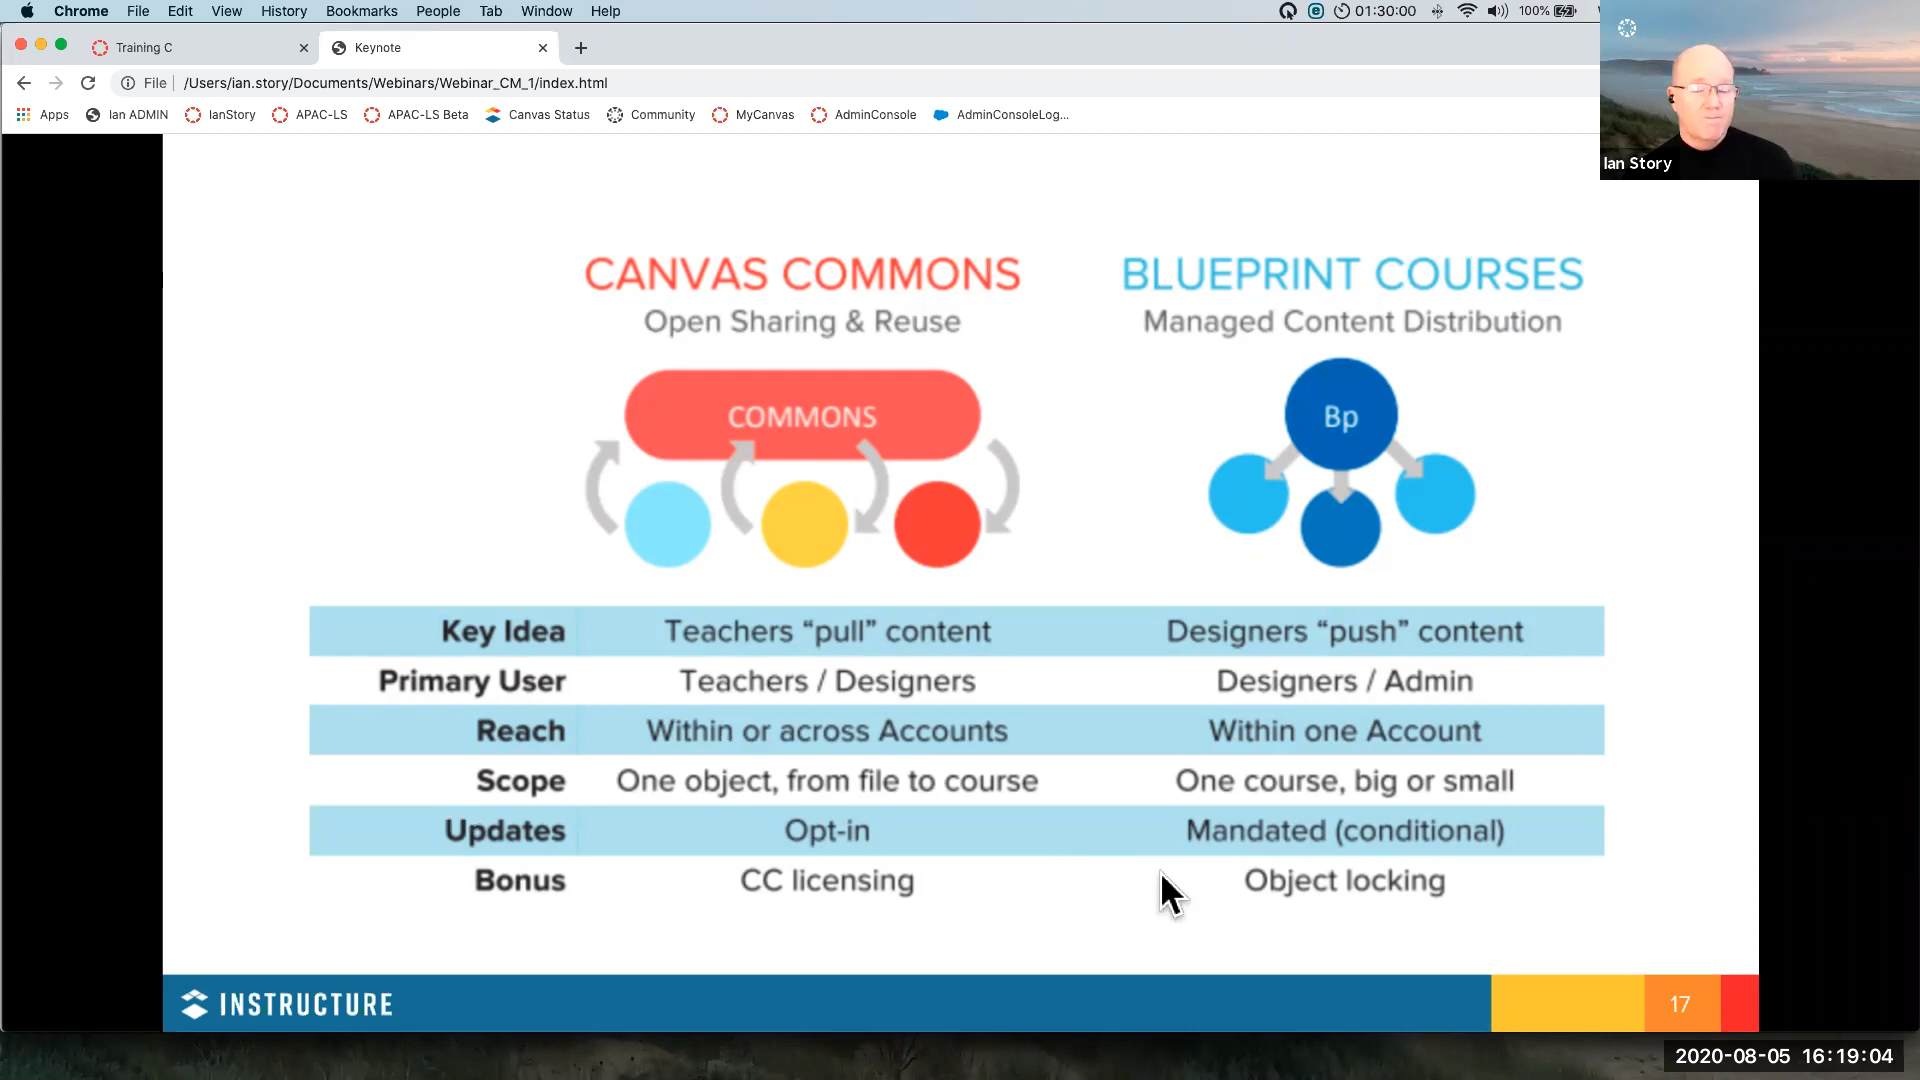 Chrome File Edit View History Bookmarks People Tab Window Help 01:30:00 100%
Training C Keynote
File /Users/ian.story/Documents/Webinars/Webinar_CM_1/index.html
Apps Ian ADMIN IanStory APAC-LS APAC-LS Beta Canvas Status Community MyCanvas AdminConsole AdminConsoleLog...
Ian Story
CANVAS COMMONS BLUEPRINT COURSES
Open Sharing & Reuse Managed Content Distribution
COMMONS Bp
Key Idea Teachers “pull” content Designers “push” content
Primary User Teachers / Designers Designers / Admin
Reach Within or across Accounts Within one Account
Scope One object, from file to course One course, big or small
Updates Opt-in Mandated (conditional)
Bonus CC licensing Object locking
INSTRUCTURE 17
2020-08-05 16:19:04